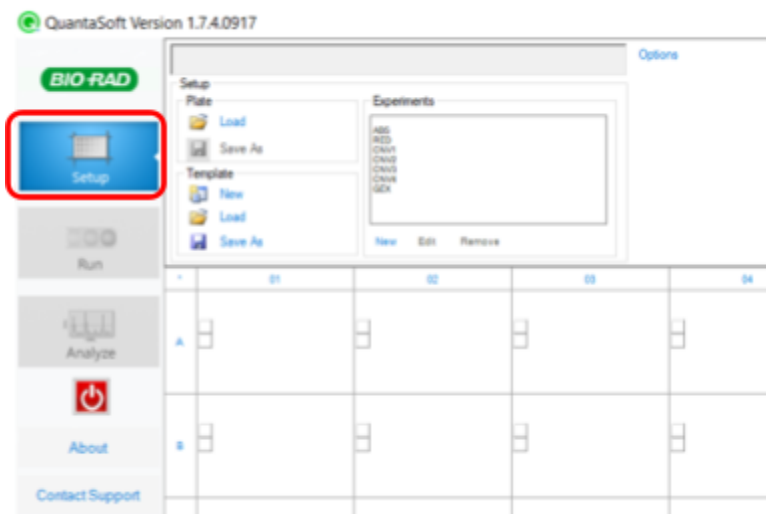 QuantaSoft Version 1.7.4.0917
BIO-RAD
Options
Setup
Plate
Load
Save As
Template
New
Load
Save As
Experiments
ABS
RED
CNV1
CNV2
CNV3
CNV4
GEX
New Edit Remove
Setup
Run
Analyze
About
Contact Support
01 02 03 04
A
B